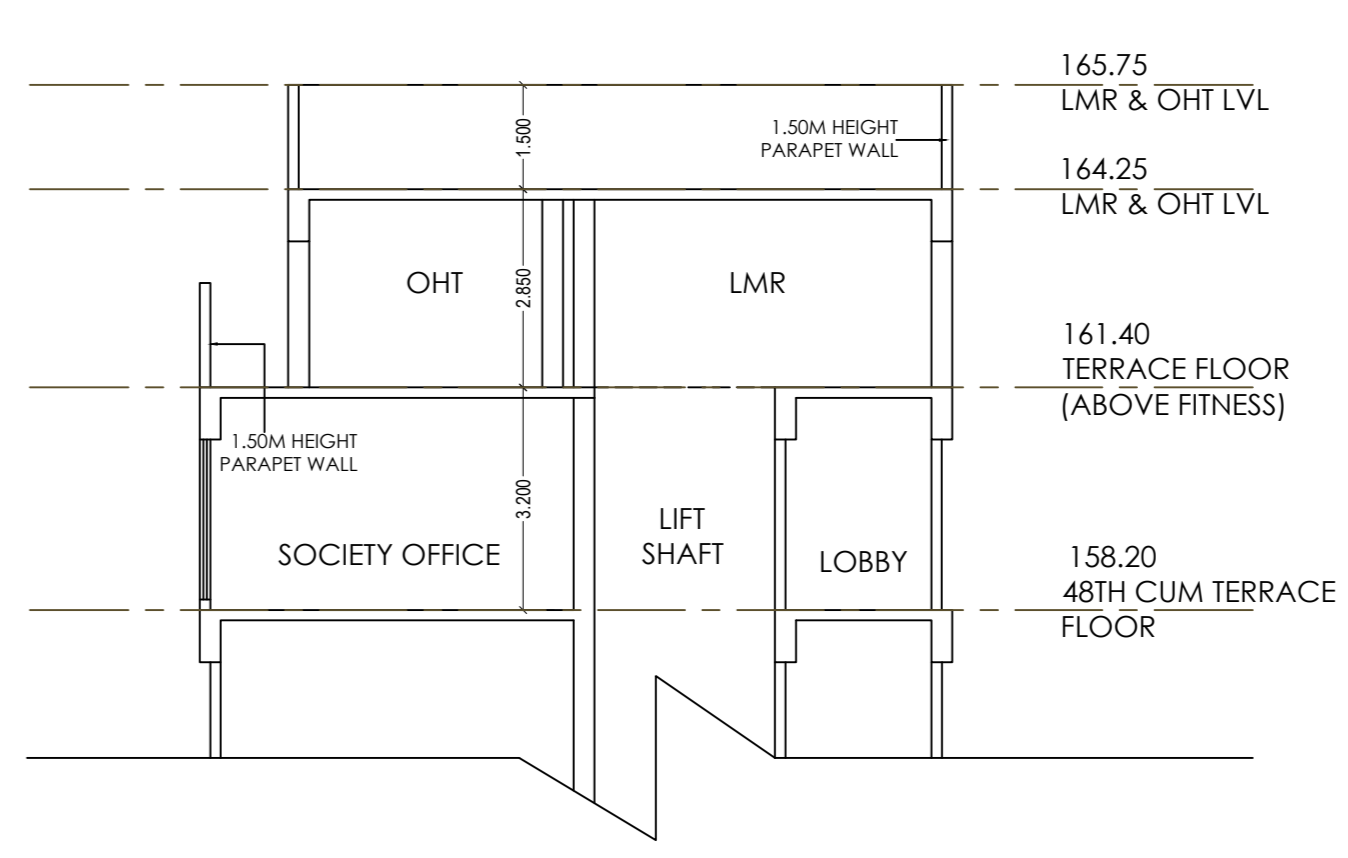 165.75
LMR & OHT LVL
1.500
1.50M HEIGHT
PARAPET WALL
164.25
LMR & OHT LVL
OHT
2.850
LMR
161.40
TERRACE FLOOR
(ABOVE FITNESS)
1.50M HEIGHT
PARAPET WALL
3.200
SOCIETY OFFICE
LIFT
SHAFT
LOBBY
158.20
48TH CUM TERRACE
FLOOR